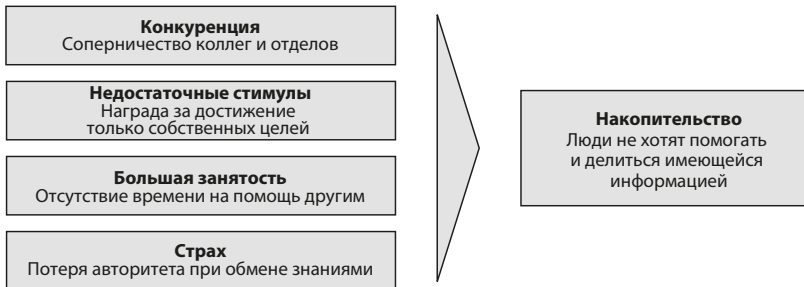 Конкуренция
Соперничество коллег и отделов
Недостаточные стимулы
Награда за достижение
только собственных целей
Большая занятость
Отсутствие времени на помощь другим
Страх
Потеря авторитета при обмене знаниями
Накопительство
Люди не хотят помогать
и делиться имеющейся
информацией